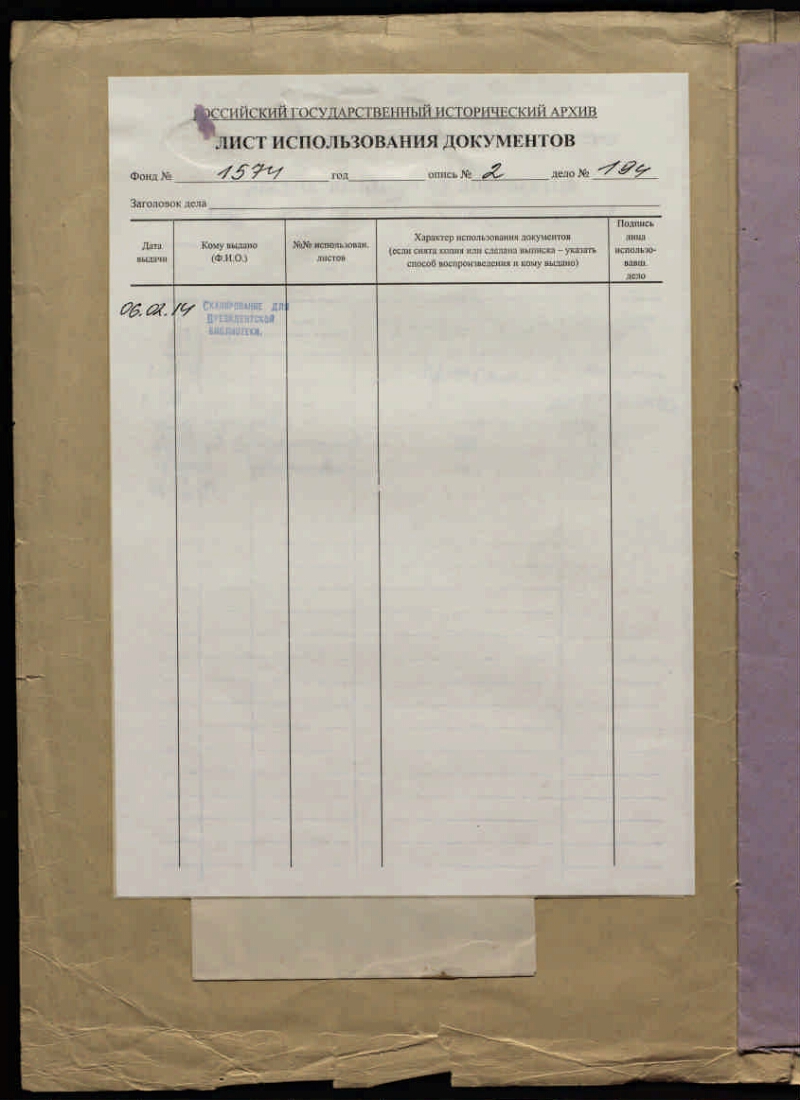 РОССИЙСКИЙ ГОСУДАРСТВЕННЫЙ ИСТОРИЧЕСКИЙ АРХИВ
ЛИСТ ИСПОЛЬЗОВАНИЯ ДОКУМЕНТОВ
Фонд № 1574 год опись № 2 дело № 194
Заголовок дела
Дата
выдачи
Кому выдано
(Ф.И.О.)
№№ использован.
листов
Характер использования документов
(если снята копия или сделана выписка – указать
способ воспроизведения и кому выдано)
Подпись
лица
использо-
вавш.
дело
06.02.14
Сканирование для
Президентской
библиотеки.